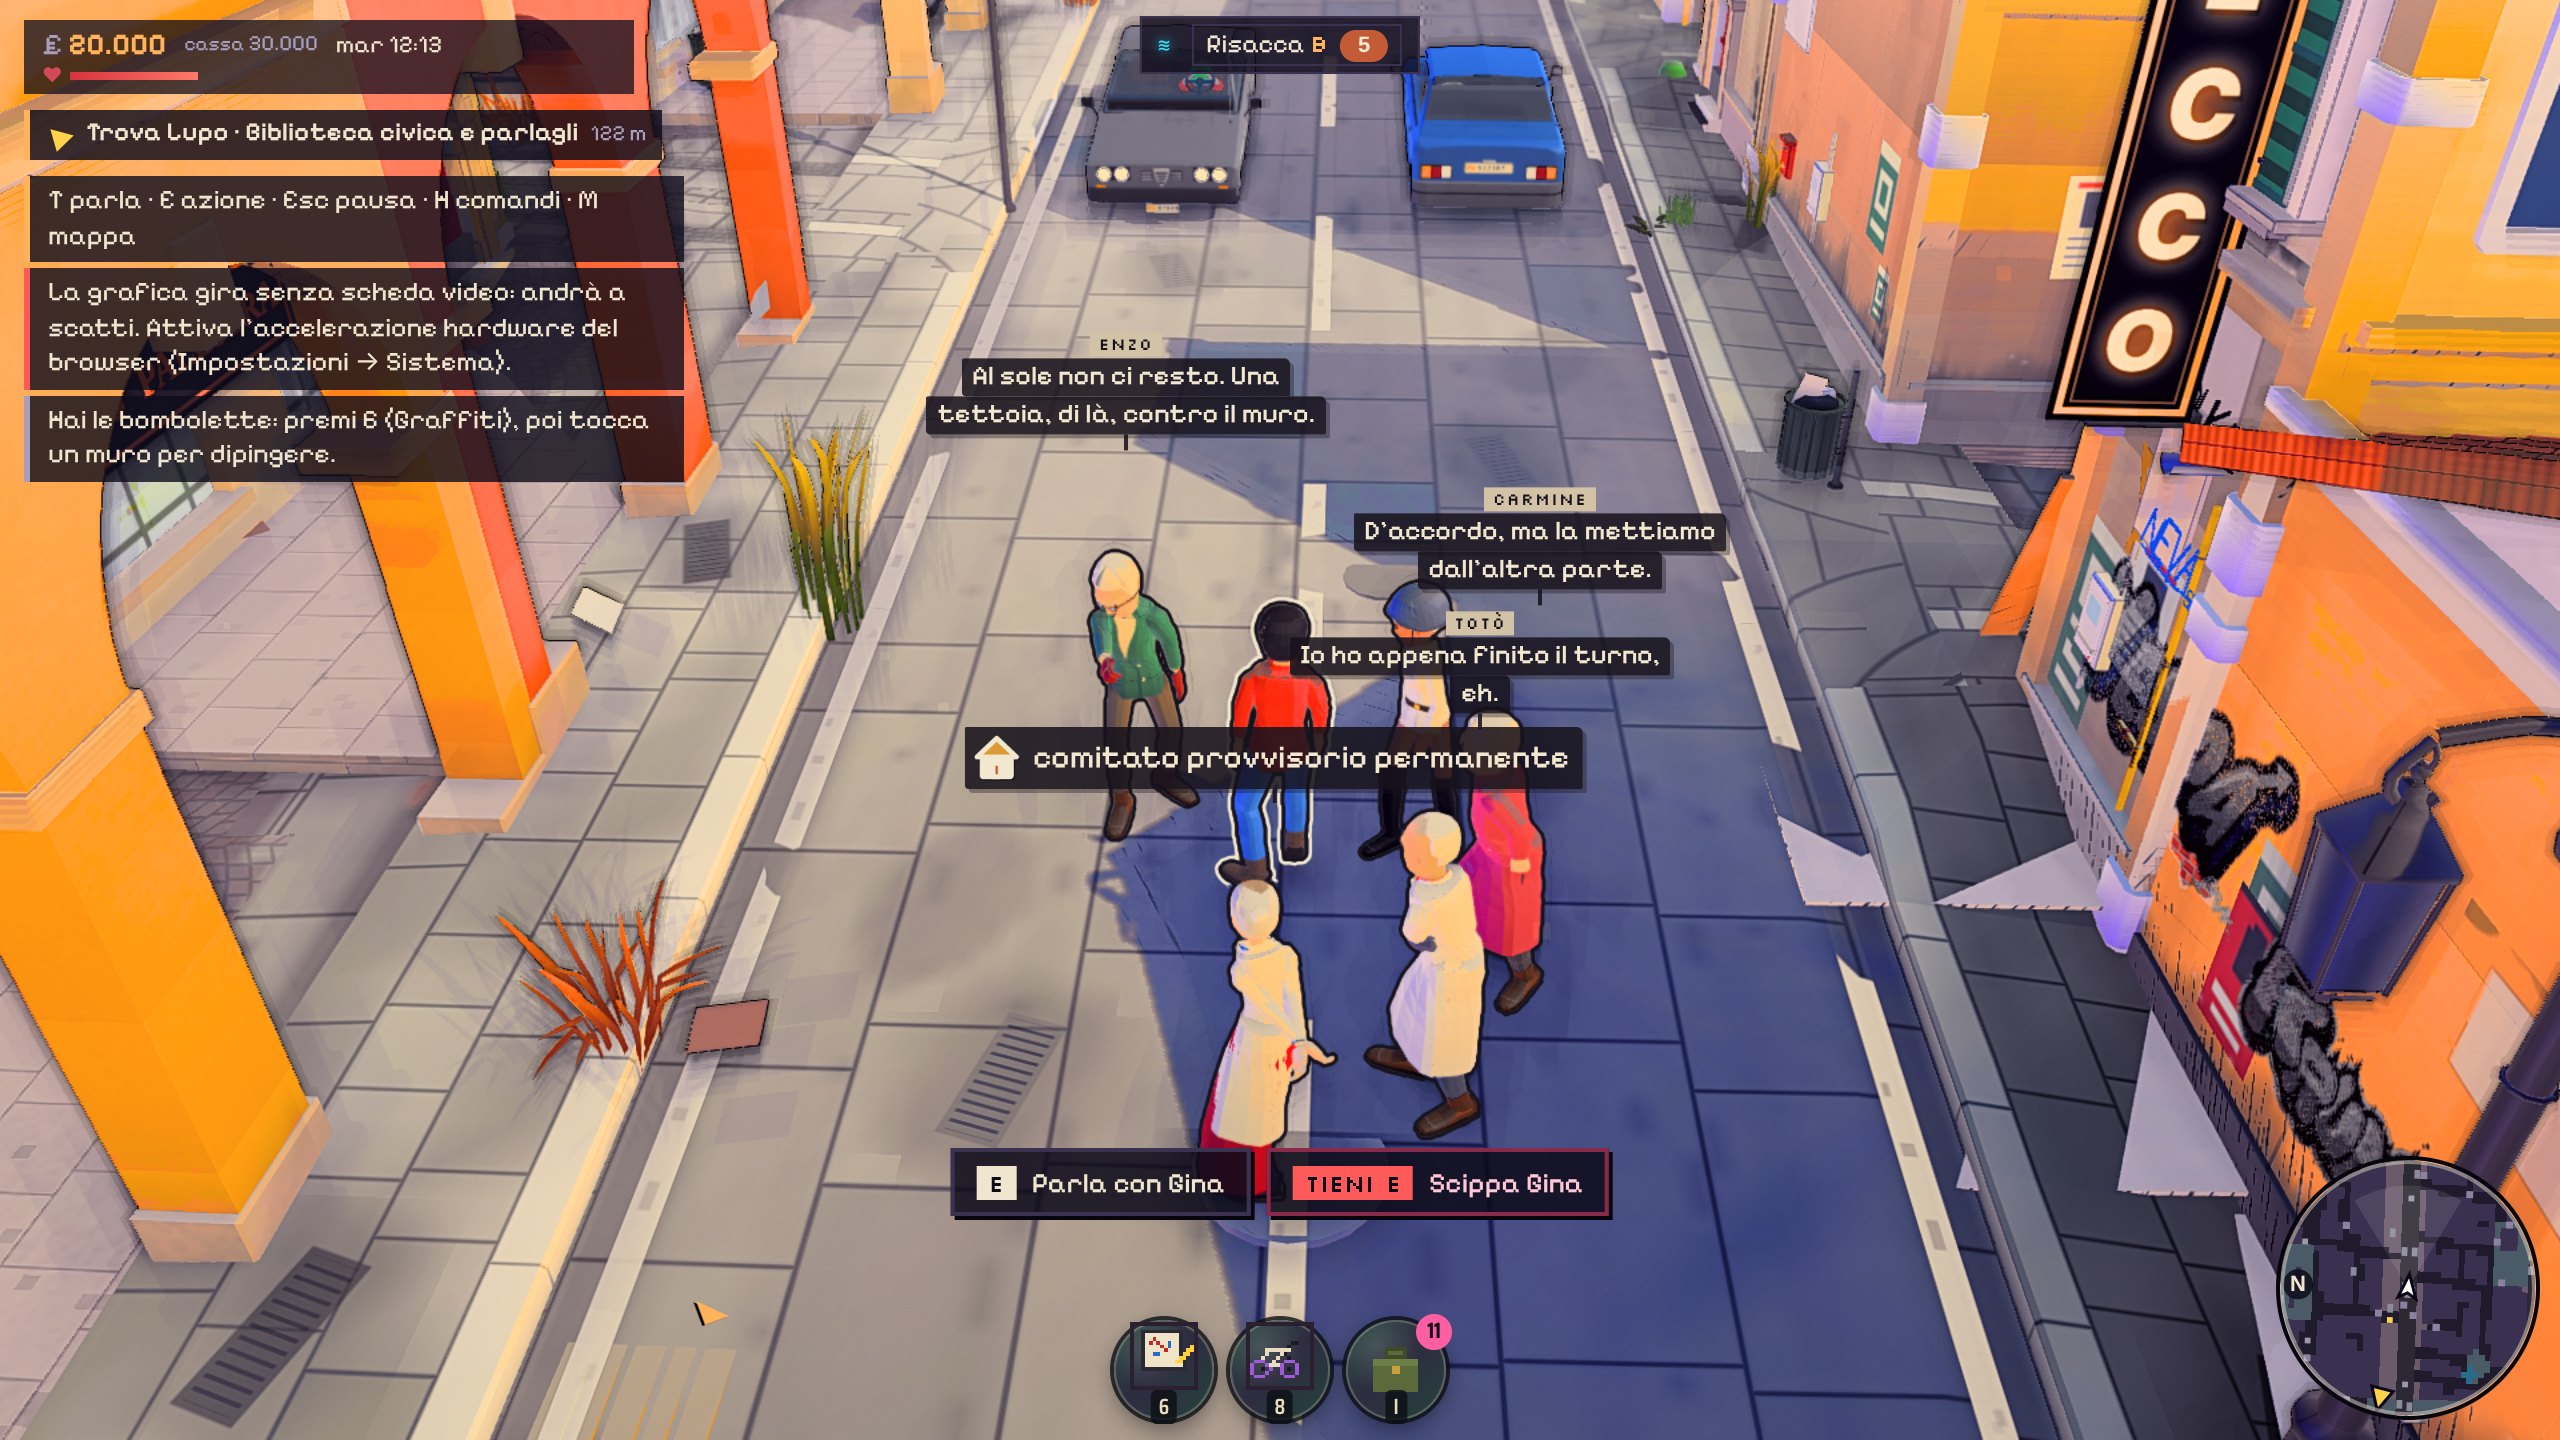 £ 20.000 cassa 30.000 mar 12:13
Risacca B 5
Trova Lupo · Biblioteca civica e parlagli 122 m
T parla · E azione · Esc pausa · H comandi · M
mappa
La grafica gira senza scheda video: andrà a
scatti. Attiva l'accelerazione hardware del
browser (Impostazioni → Sistema).
Hai le bombolette: premi 6 (Graffiti), poi tocca
un muro per dipingere.
C
C
O
ENZO
Al sole non ci resto. Una
tettoia, di là, contro il muro.
CARMINE
D'accordo, ma la mettiamo
dall'altra parte.
TOTÒ
Io ho appena finito il turno,
eh.
comitato provvisorio permanente
E Parla con Gina
TIENI E Scippa Gina
6
8
11
I
N